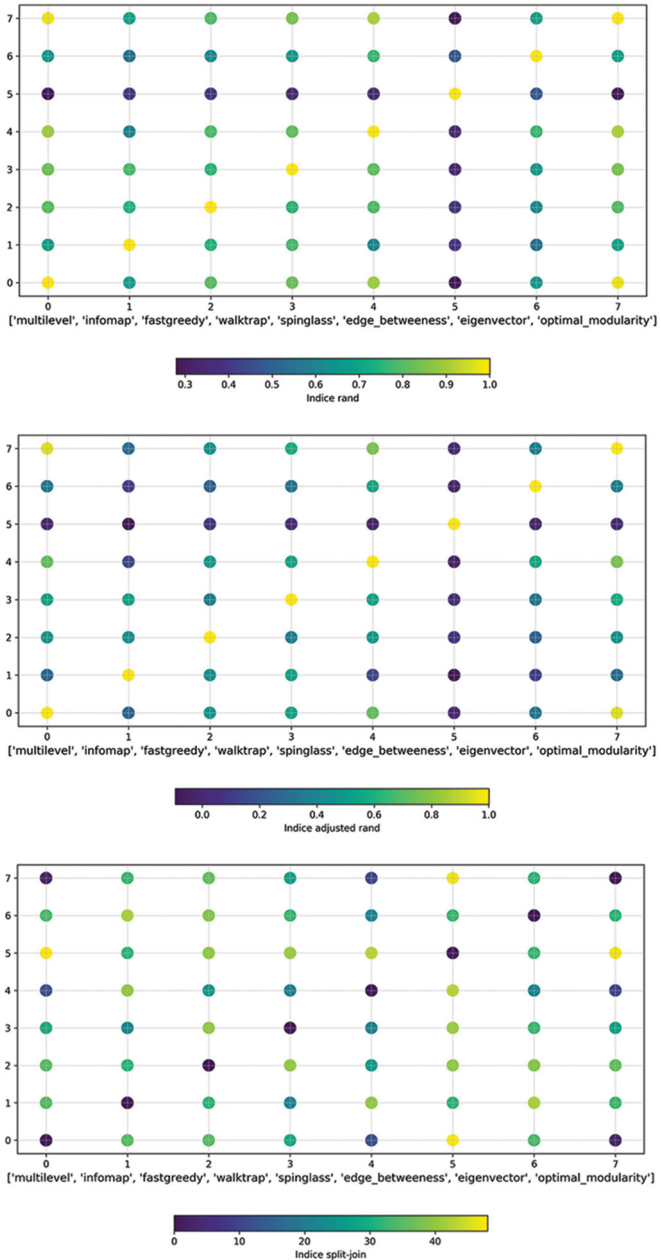 7
6
5
4
3
2
1
0
0 1 2 3 4 5 6 7
['multilevel', 'infomap', 'fastgreedy', 'walktrap', 'spinglass', 'edge_betweeness', 'eigenvector', 'optimal_modularity']
0.3 0.4 0.5 0.6 0.7 0.8 0.9 1.0
Indice rand
7
6
5
4
3
2
1
0
0 1 2 3 4 5 6 7
['multilevel', 'infomap', 'fastgreedy', 'walktrap', 'spinglass', 'edge_betweeness', 'eigenvector', 'optimal_modularity']
0.0 0.2 0.4 0.6 0.8 1.0
Indice adjusted rand
7
6
5
4
3
2
1
0
0 1 2 3 4 5 6 7
['multilevel', 'infomap', 'fastgreedy', 'walktrap', 'spinglass', 'edge_betweeness', 'eigenvector', 'optimal_modularity']
0 10 20 30 40
Indice split-join